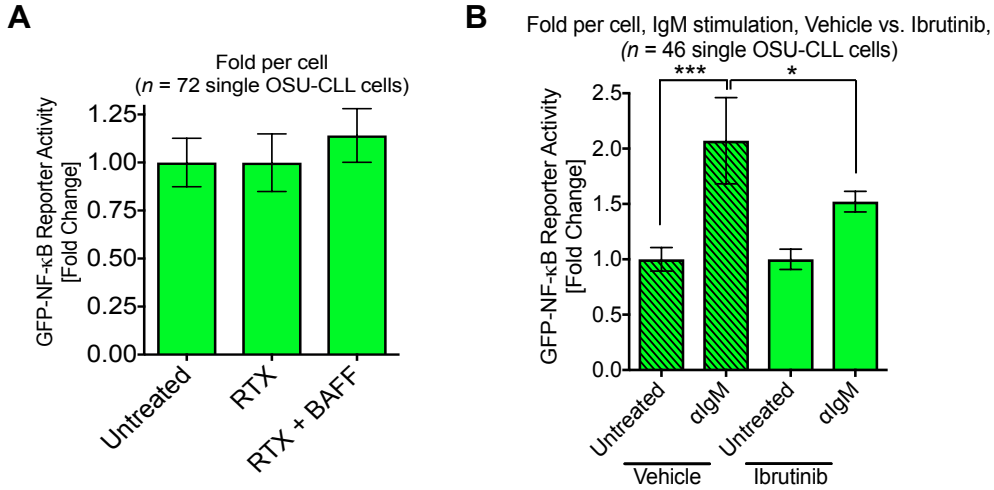 A
Fold per cell
(n = 72 single OSU-CLL cells)
GFP-NF-κB Reporter Activity
[Fold Change]
1.25
1.00
0.75
0.50
0.25
0.00
Untreated
RTX
RTX + BAFF
B
Fold per cell, IgM stimulation, Vehicle vs. Ibrutinib,
(n = 46 single OSU-CLL cells)
***
*
GFP-NF-κB Reporter Activity
[Fold Change]
2.5
2.0
1.5
1.0
0.5
0.0
Untreated
αIgM
Untreated
αIgM
Vehicle
Ibrutinib